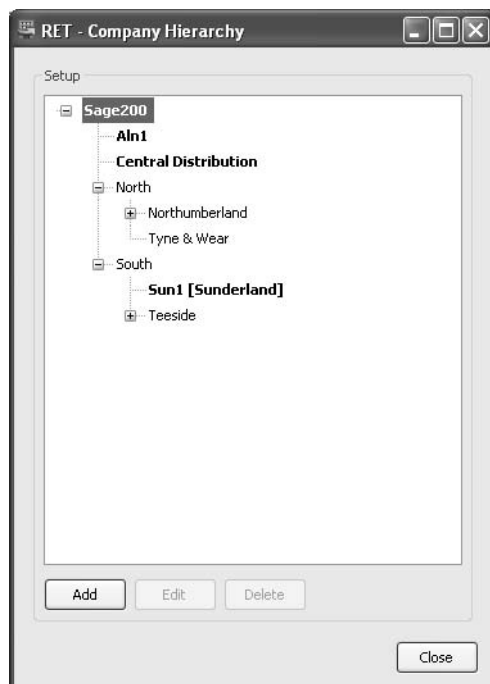 RET - Company Hierarchy
Setup
Sage200
Aln1
Central Distribution
North
Northumberland
Tyne & Wear
South
Sun1 [Sunderland]
Teeside
Add Edit Delete
Close